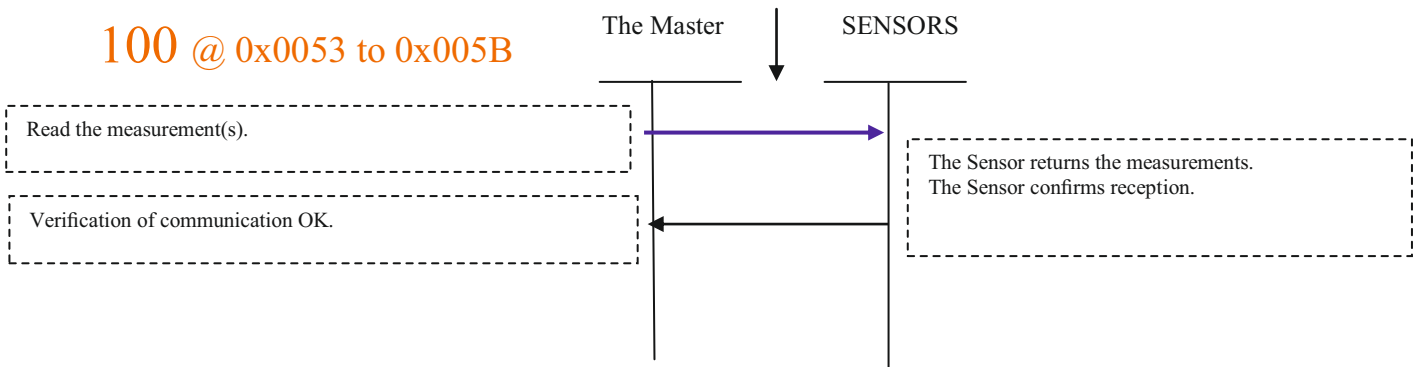 The Master
SENSORS
100 @ 0x0053 to 0x005B
Read the measurement(s).
The Sensor returns the measurements.
The Sensor confirms reception.
Verification of communication OK.